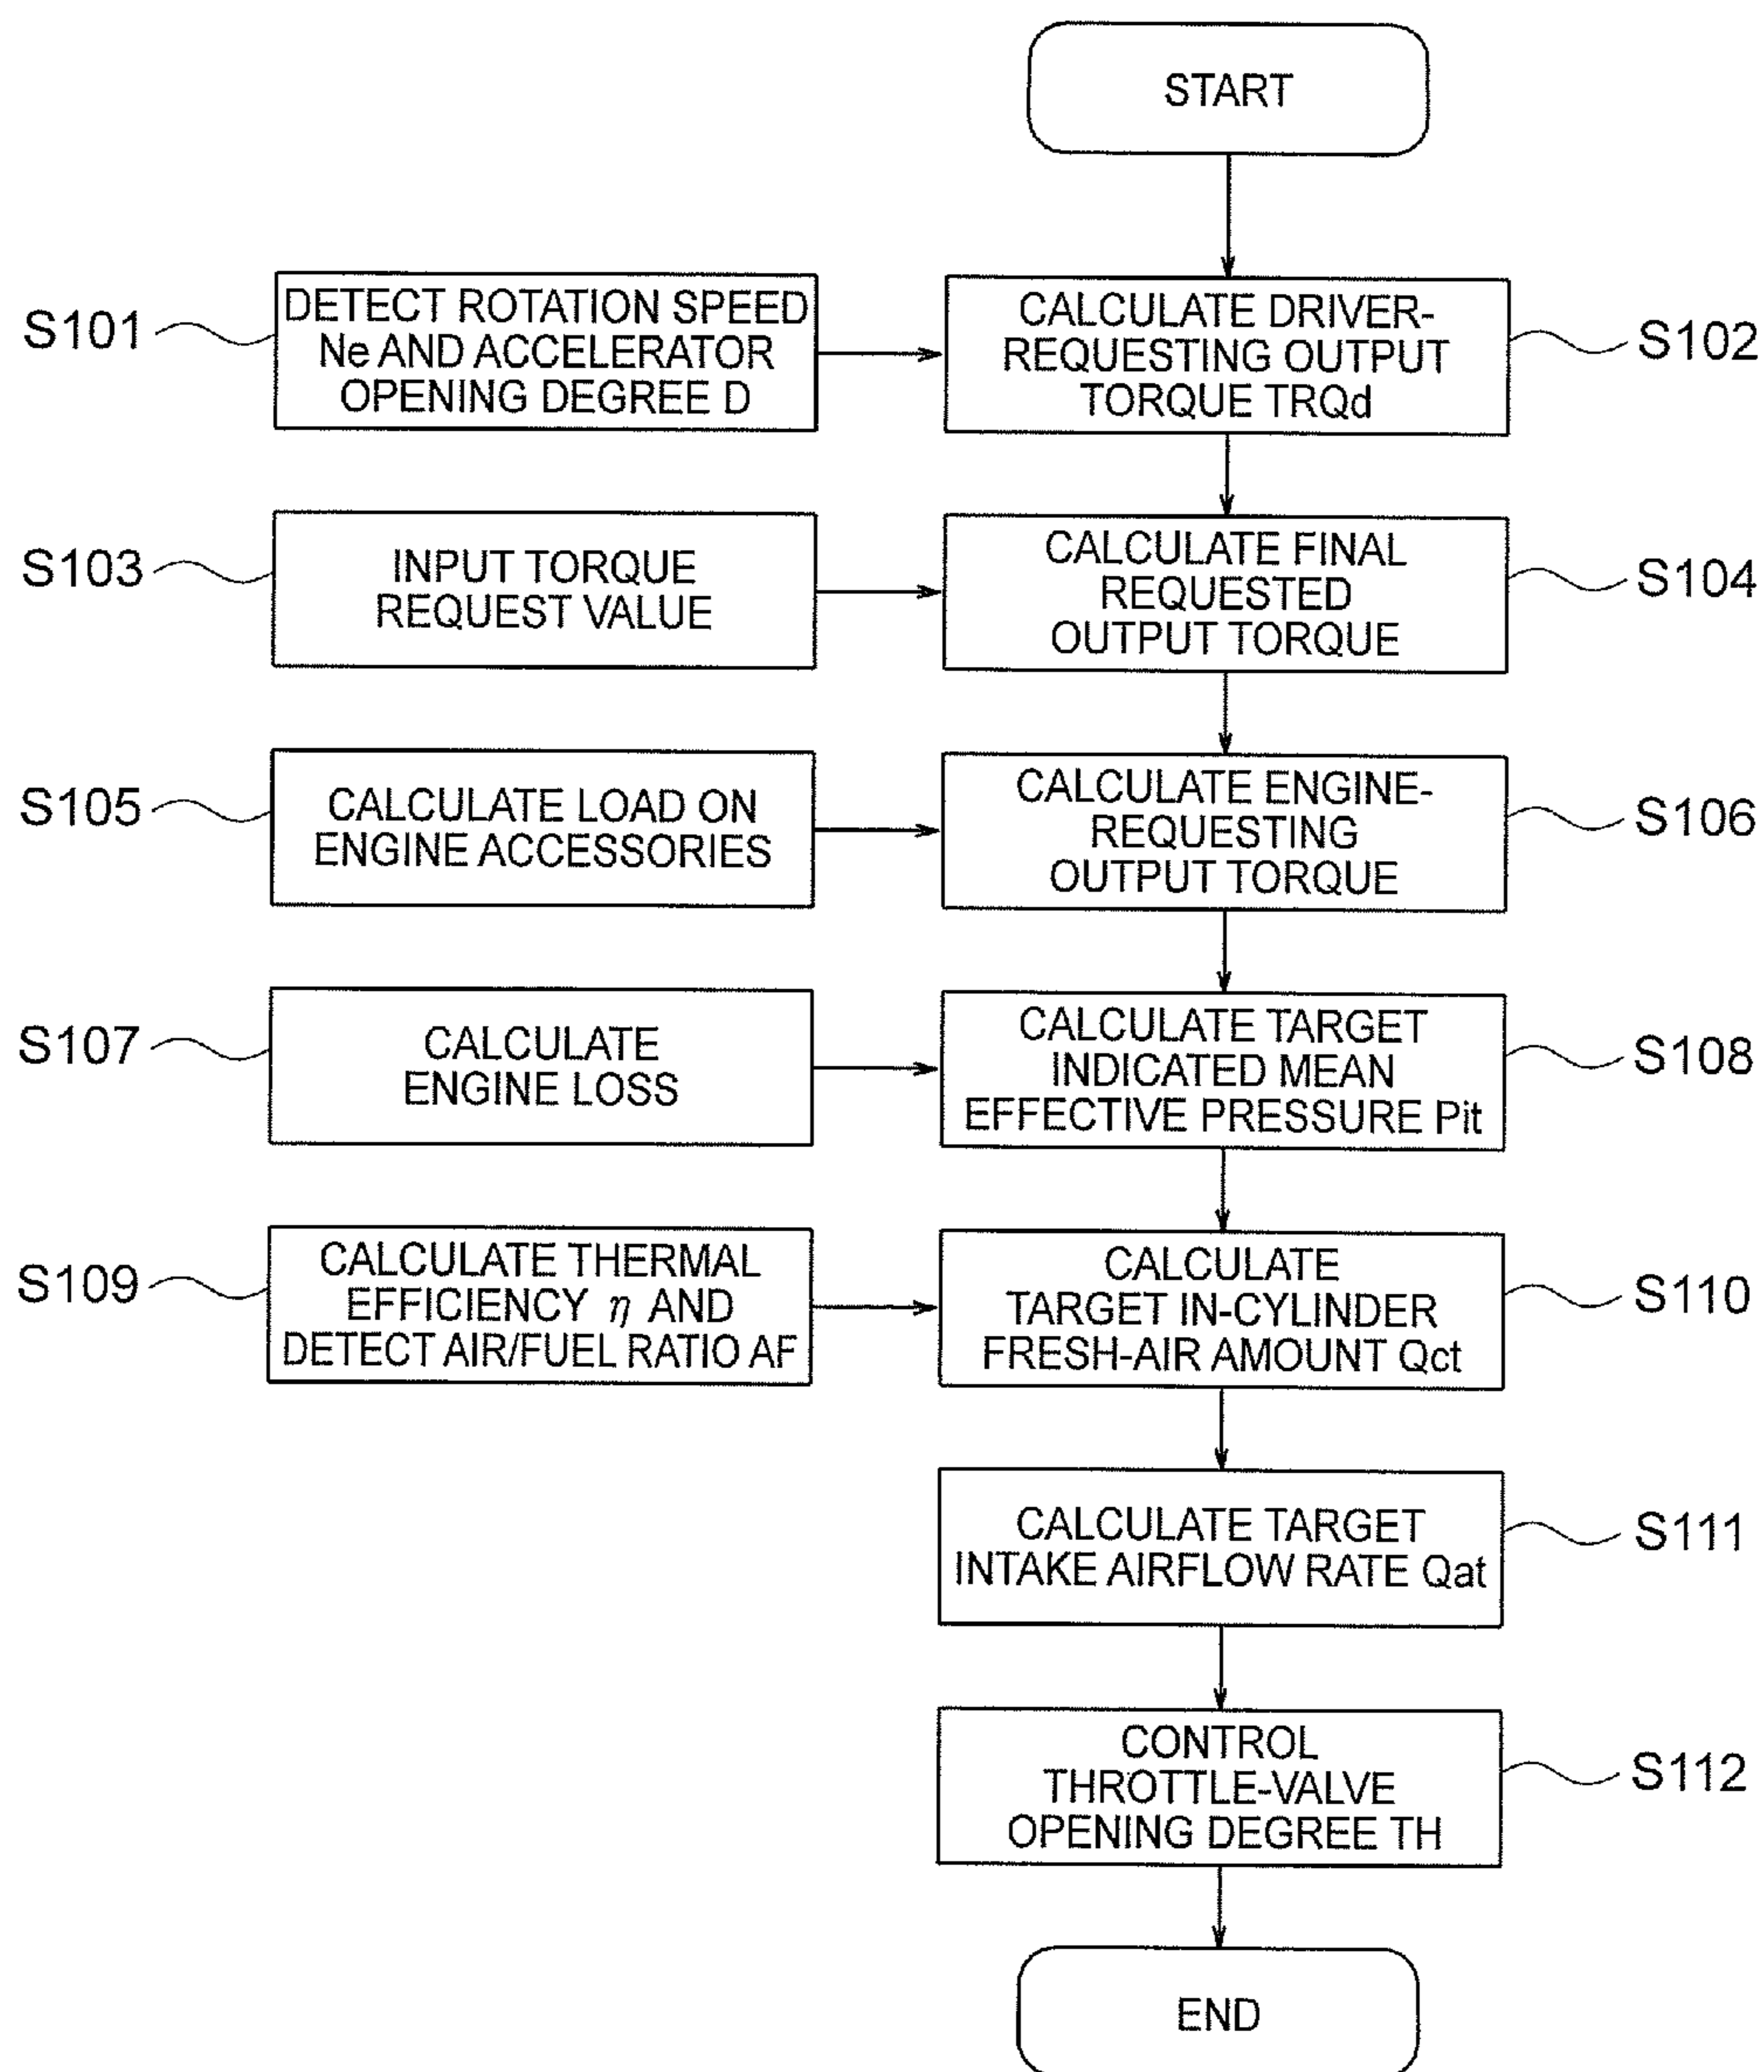 START
S101
DETECT ROTATION SPEED
Ne AND ACCELERATOR
OPENING DEGREE D
CALCULATE DRIVER-
REQUESTING OUTPUT
TORQUE TRQd
S102
S103
INPUT TORQUE
REQUEST VALUE
CALCULATE FINAL
REQUESTED
OUTPUT TORQUE
S104
S105
CALCULATE LOAD ON
ENGINE ACCESSORIES
CALCULATE ENGINE-
REQUESTING
OUTPUT TORQUE
S106
S107
CALCULATE
ENGINE LOSS
CALCULATE TARGET
INDICATED MEAN
EFFECTIVE PRESSURE Pit
S108
S109
CALCULATE THERMAL
EFFICIENCY η AND
DETECT AIR/FUEL RATIO AF
CALCULATE
TARGET IN-CYLINDER
FRESH-AIR AMOUNT Qct
S110
CALCULATE TARGET
INTAKE AIRFLOW RATE Qat
S111
CONTROL
THROTTLE-VALVE
OPENING DEGREE TH
S112
END